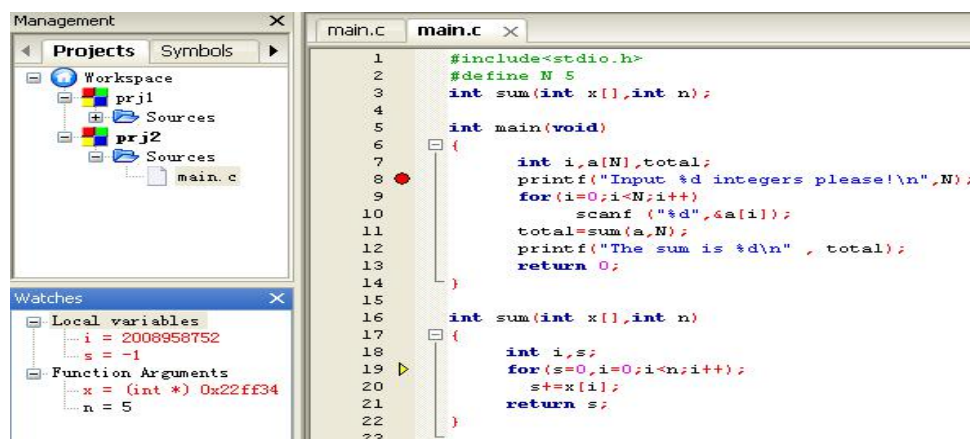 Management
Projects Symbols
Workspace
prj1
Sources
prj2
Sources
main.c
Watches
Local variables
i = 2008958752
s = -1
Function Arguments
x = (int *) 0x22ff34
n = 5
main.c main.c
1 #include<stdio.h>
2 #define N 5
3 int sum(int x[],int n);
4
5 int main(void)
6 {
7 int i,a[N],total;
8 printf("Input %d integers please!\n",N);
9 for(i=0;i<N;i++)
10 scanf ("%d",&a[i]);
11 total=sum(a,N);
12 printf("The sum is %d\n" , total);
13 return 0;
14 }
15
16 int sum(int x[],int n)
17 {
18 int i,s;
19 for(s=0,i=0;i<n;i++);
20 s+=x[i];
21 return s;
22 }
23